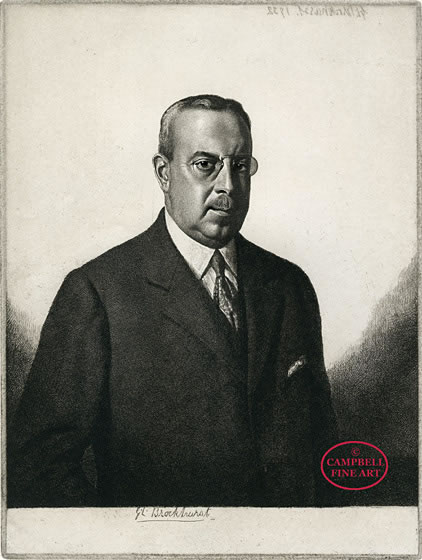 G L Brockhurst. 1932
©
CAMPBELL
FINE ART
G L Brockhurst